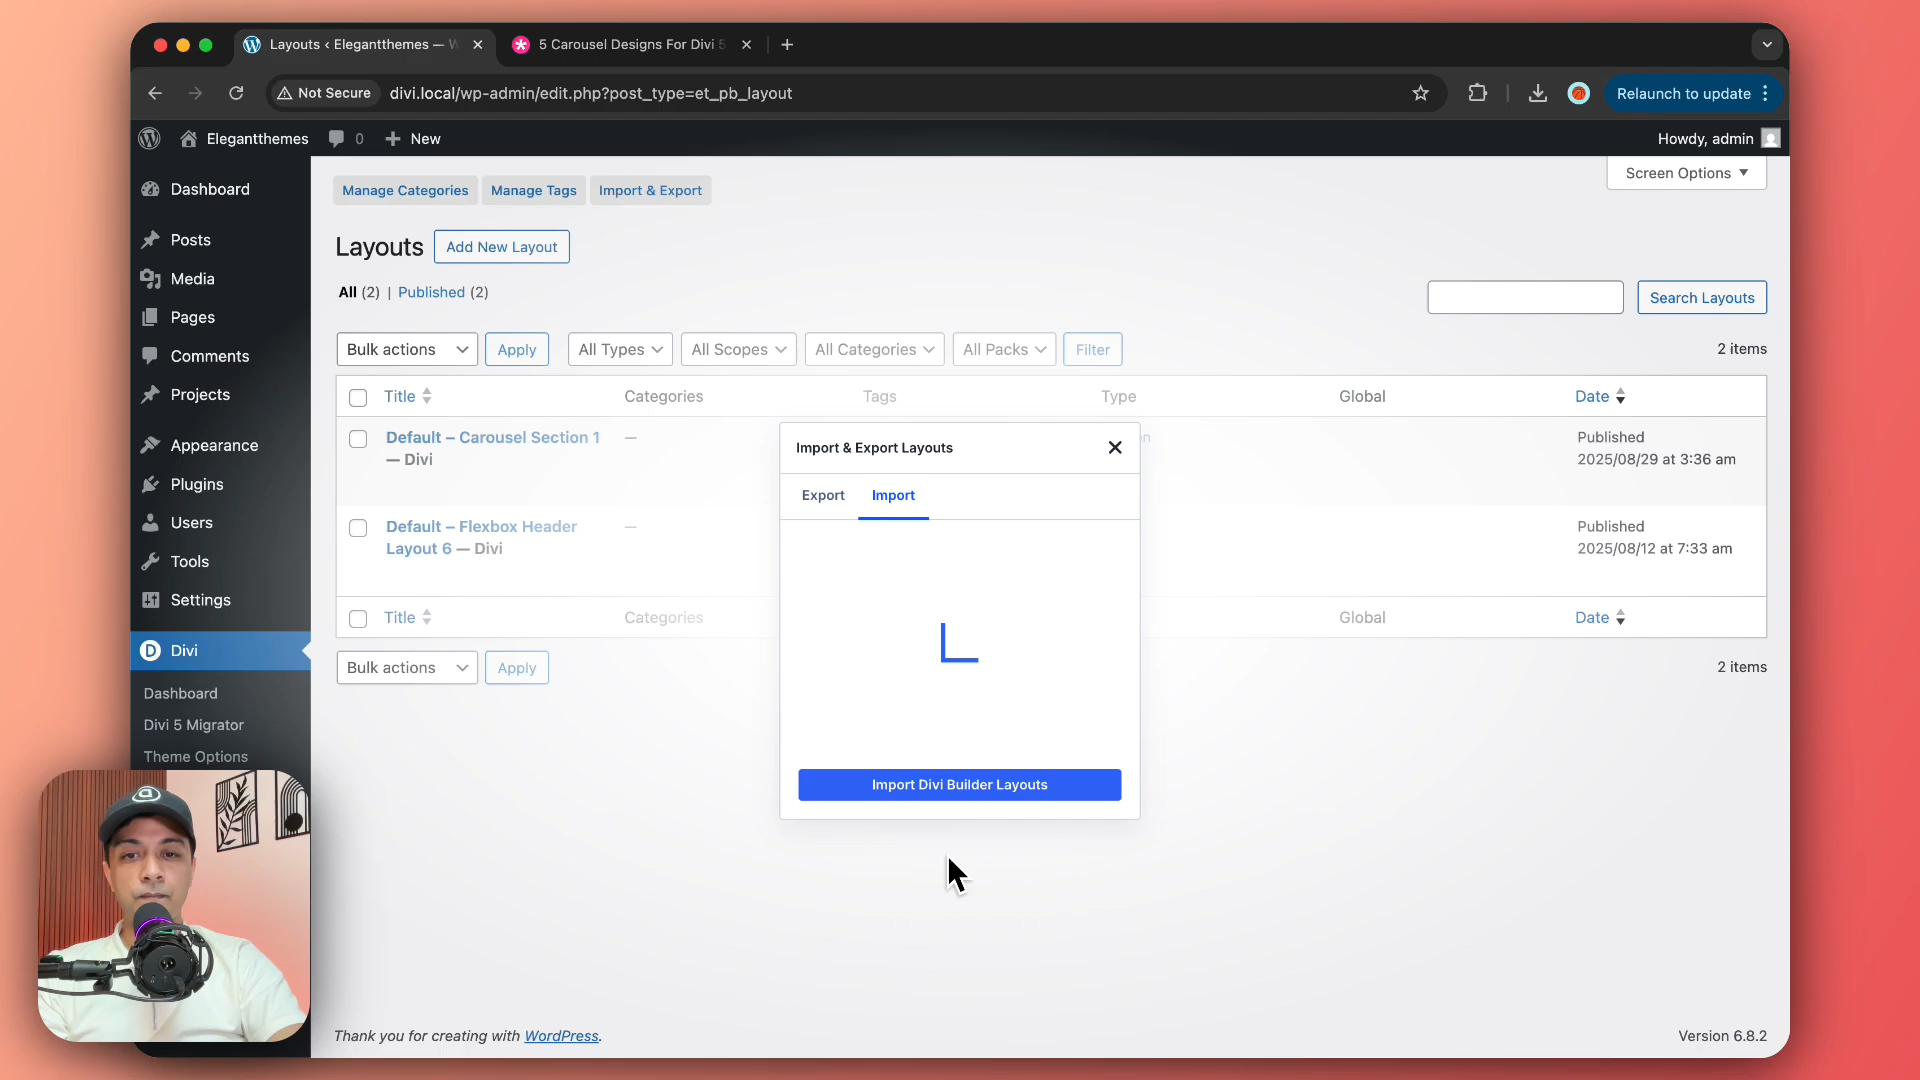 Layouts ‹ Elegantthemes — W
5 Carousel Designs For Divi 5
Not Secure
divi.local/wp-admin/edit.php?post_type=et_pb_layout
Relaunch to update
Elegantthemes
0
New
Howdy, admin
Dashboard
Posts
Media
Pages
Comments
Projects
Appearance
Plugins
Users
Tools
Settings
Divi
Dashboard
Divi 5 Migrator
Theme Options
Manage Categories
Manage Tags
Import & Export
Screen Options
Layouts
Add New Layout
All (2) | Published (2)
Search Layouts
Bulk actions
Apply
All Types
All Scopes
All Categories
All Packs
Filter
2 items
Title
Categories
Tags
Type
Global
Date
Default – Carousel Section 1
— Divi
—
Published
2025/08/29 at 3:36 am
Default – Flexbox Header
Layout 6 — Divi
—
Published
2025/08/12 at 7:33 am
Title
Categories
Global
Date
Bulk actions
Apply
2 items
Import & Export Layouts
Export
Import
Import Divi Builder Layouts
Thank you for creating with WordPress.
Version 6.8.2